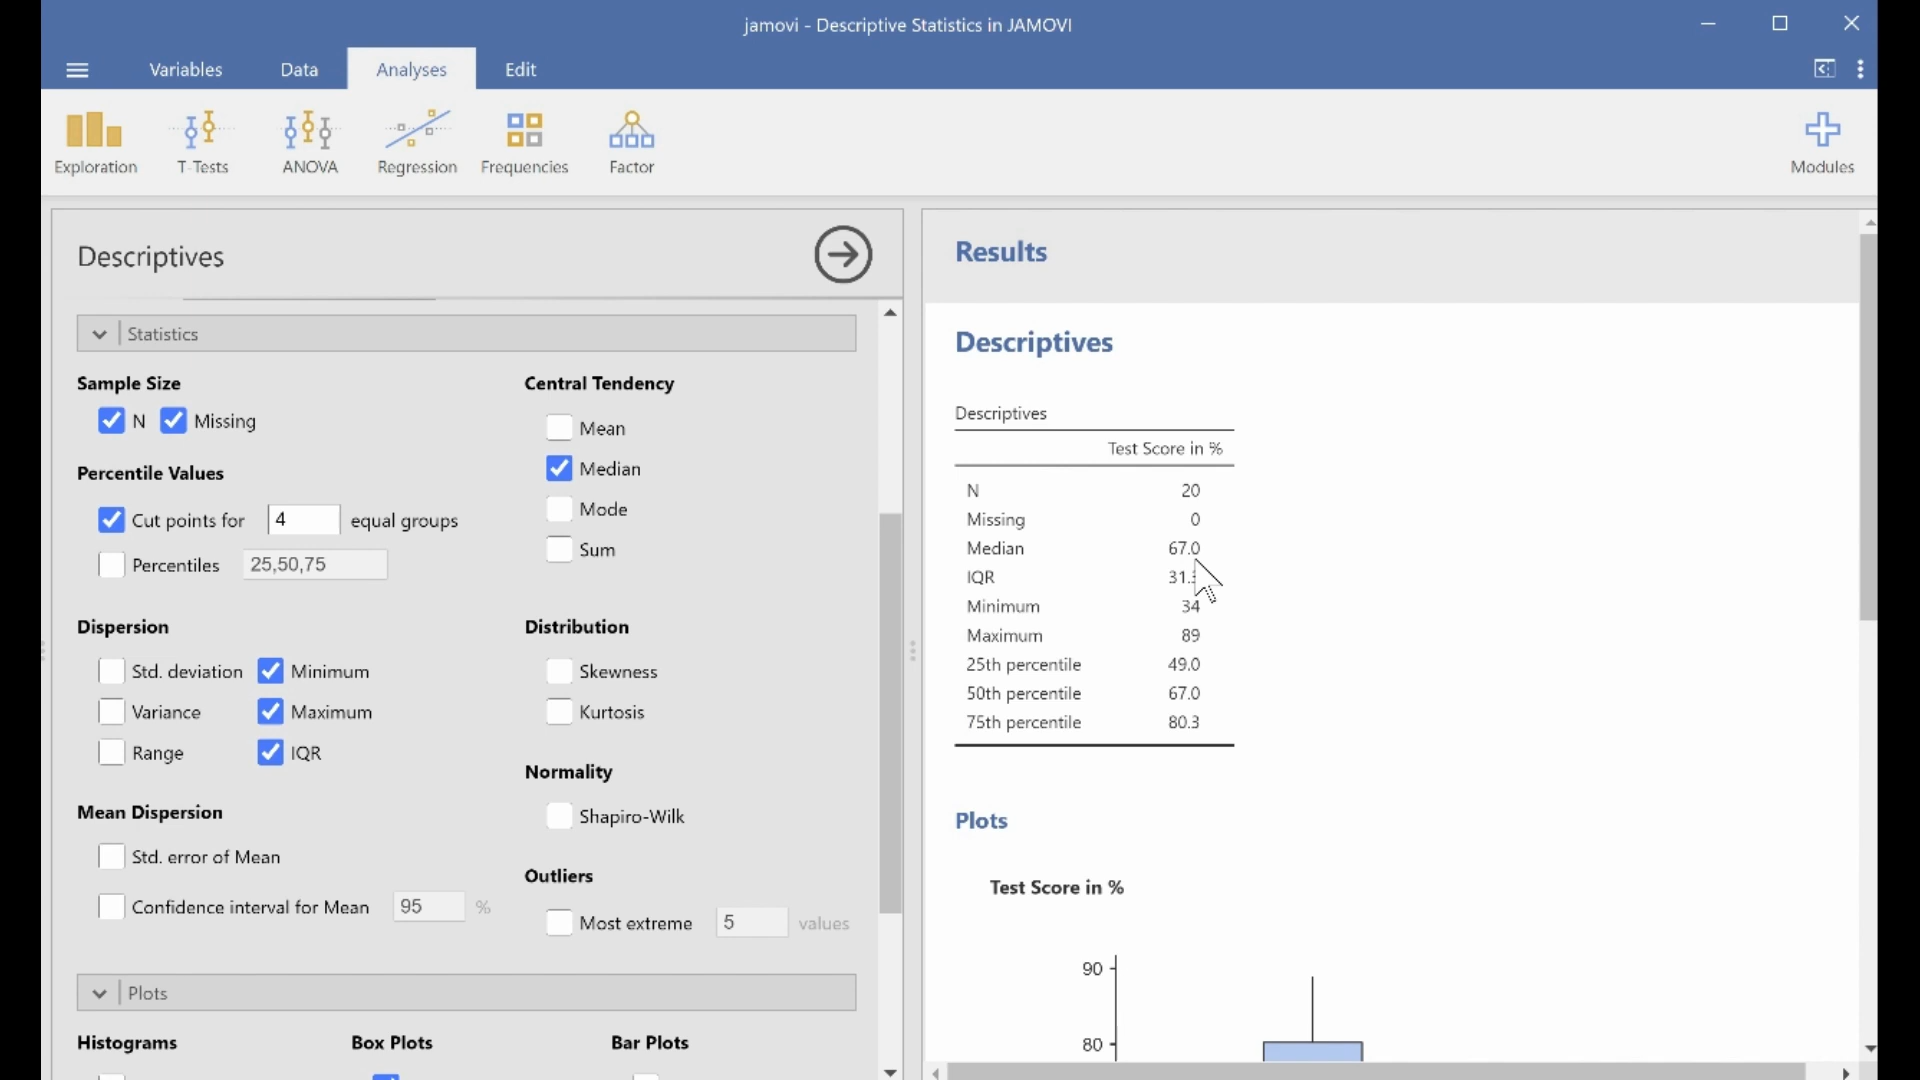 jamovi - Descriptive Statistics in JAMOVI
Variables Data Analyses Edit
Exploration T-Tests ANOVA Regression Frequencies Factor Modules
Descriptives
Statistics
Sample Size
N Missing
Percentile Values
Cut points for 4 equal groups
Percentiles 25,50,75
Central Tendency
Mean
Median
Mode
Sum
Dispersion
Std. deviation Minimum
Variance Maximum
Range IQR
Distribution
Skewness
Kurtosis
Mean Dispersion
Std. error of Mean
Confidence interval for Mean 95 %
Normality
Shapiro-Wilk
Outliers
Most extreme 5 values
Plots
Histograms Box Plots Bar Plots
Results
Descriptives
Descriptives
Test Score in %
N 20
Missing 0
Median 67.0
IQR
Minimum 34
Maximum 89
25th percentile 49.0
50th percentile 67.0
75th percentile 80.3
Plots
Test Score in %
90
80